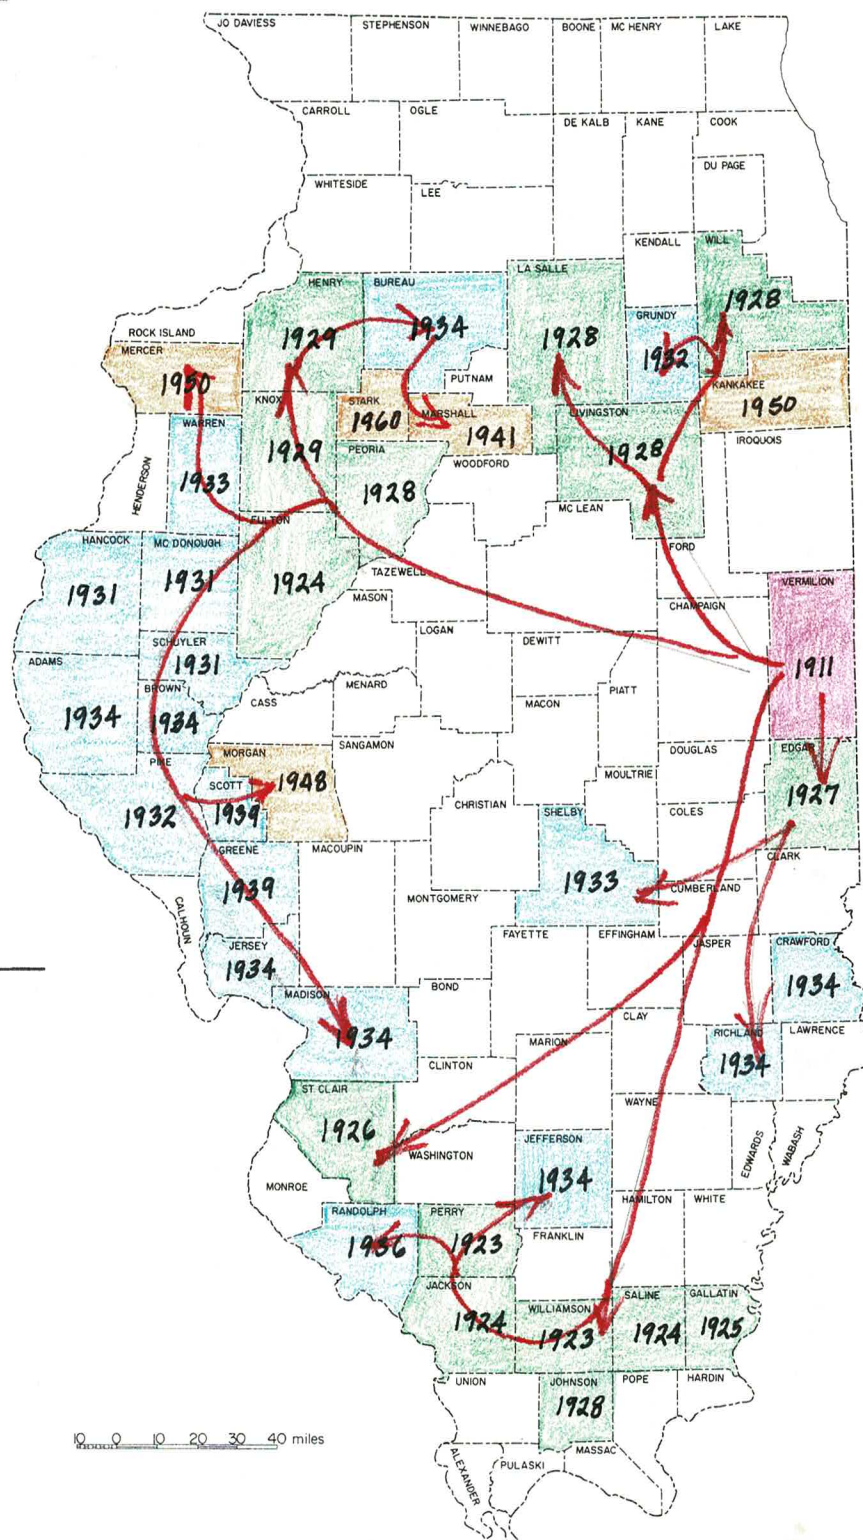 JO DAVIESS
STEPHENSON
WINNEBAGO
BOONE
MC HENRY
LAKE
CARROLL
OGLE
DE KALB
KANE
COOK
DU PAGE
WHITESIDE
LEE
KENDALL
WILL
1928
HENRY
1929
BUREAU
1934
LA SALLE
1928
GRUNDY
1932
ROCK ISLAND
MERCER
1950
PUTNAM
KANKAKEE
1950
KNOX
1929
STARK
1960
MARSHALL
1941
LIVINGSTON
1928
WARREN
1933
HENDERSON
PEORIA
1928
WOODFORD
IROQUOIS
MC LEAN
FULTON
1924
HANCOCK
1931
MC DONOUGH
1931
FORD
TAZEWELL
VERMILION
1911
MASON
CHAMPAIGN
LOGAN
DEWITT
SCHUYLER
1931
ADAMS
1934
BROWN
1934
CASS
MENARD
MACON
PIATT
MORGAN
1948
SANGAMON
DOUGLAS
EDGAR
1927
PIKE
1932
SCOTT
1939
CHRISTIAN
MOULTRIE
SHELBY
1933
COLES
GREENE
1939
MACOUPIN
CLARK
CUMBERLAND
CALHOUN
MONTGOMERY
FAYETTE
EFFINGHAM
JASPER
CRAWFORD
1934
JERSEY
1934
MADISON
1934
BOND
CLAY
RICHLAND
1934
LAWRENCE
MARION
CLINTON
ST CLAIR
1926
WAYNE
EDWARDS
WABASH
WASHINGTON
JEFFERSON
1934
MONROE
RANDOLPH
1936
PERRY
1923
HAMILTON
WHITE
FRANKLIN
JACKSON
1924
WILLIAMSON
1923
SALINE
1924
GALLATIN
1925
UNION
JOHNSON
1928
POPE
HARDIN
10 0 10 20 30 40 miles
ALEXANDER
PULASKI
MASSAC